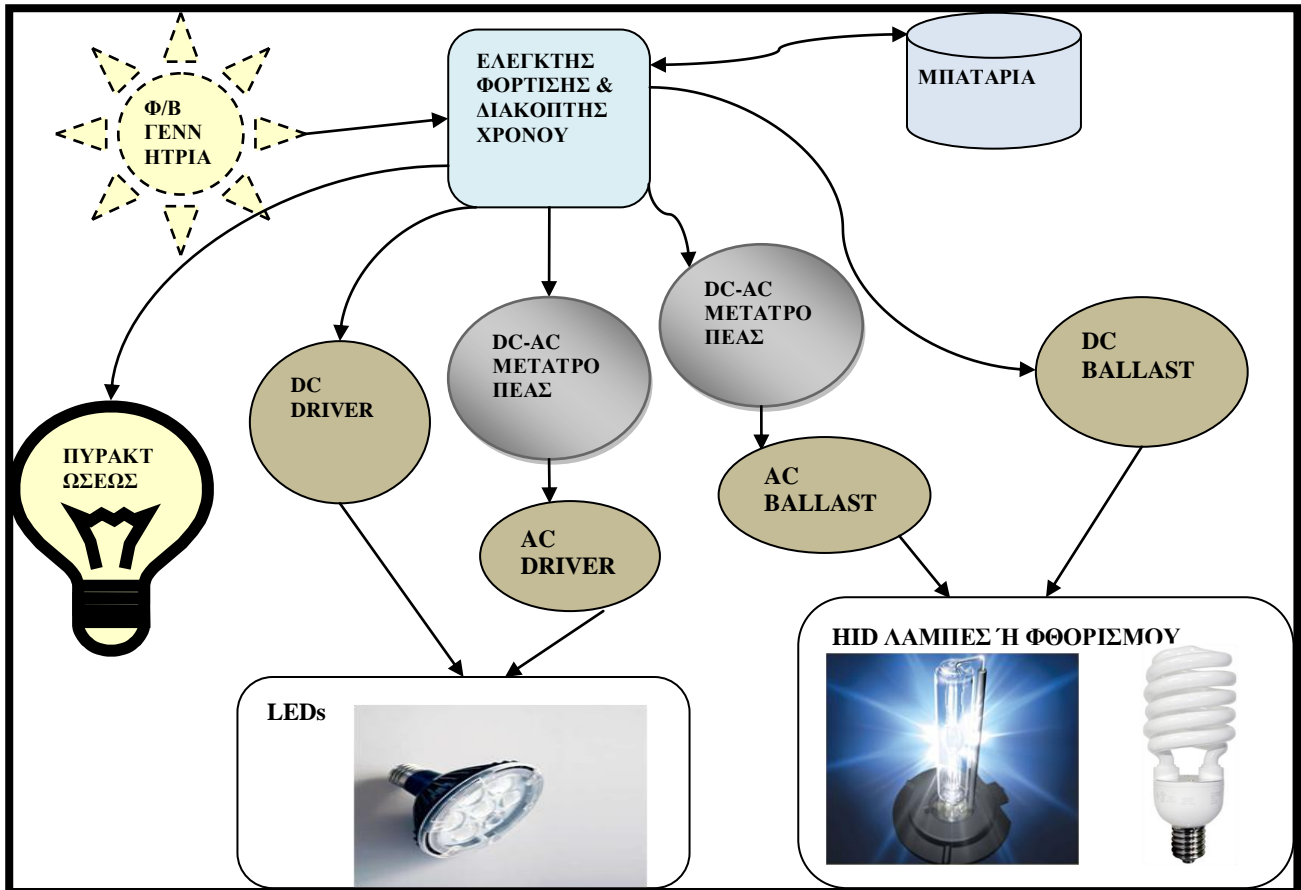 Φ/Β
ΓΕΝΝ
ΗΤΡΙΑ
ΕΛΕΓΚΤΗΣ
ΦΟΡΤΙΣΗΣ &
ΔΙΑΚΟΠΤΗΣ
ΧΡΟΝΟΥ
ΜΠΑΤΑΡΙΑ
DC-AC
ΜΕΤΑΤΡΟ
ΠΕΑΣ
DC-AC
ΜΕΤΑΤΡΟ
ΠΕΑΣ
DC
BALLAST
DC
DRIVER
ΠΥΡΑΚΤ
ΩΣΕΩΣ
AC
BALLAST
AC
DRIVER
HID ΛΑΜΠΕΣ Ή ΦΘΟΡΙΣΜΟΥ
LEDs